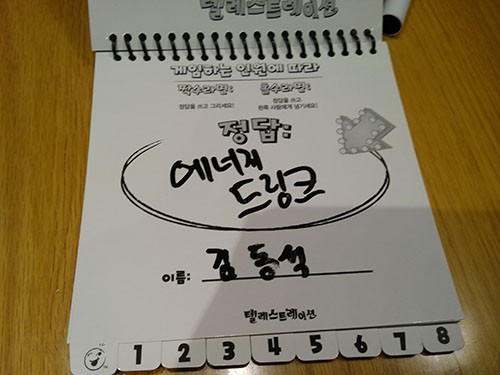 텔레스트레이션
게임하는 인원에 따라
짝수라면: 홀수라면:
정답을 쓰고 그리세요! 정답을 쓰고
왼쪽 사람에게 넘기세요!
정답:
에너지
드링크
이름: 김동석
텔레스트레이션
1 2 3 4 5 6 7 8